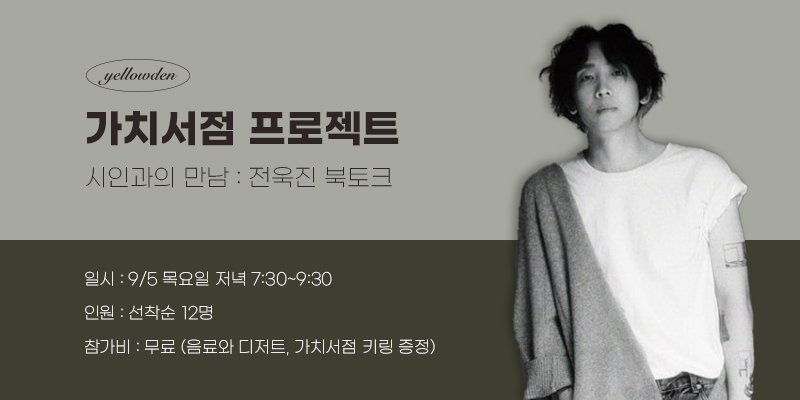 yellowden
가치서점 프로젝트
시인과의 만남 : 전욱진 북토크
일시 : 9/5 목요일 저녁 7:30~9:30
인원 : 선착순 12명
참가비 : 무료 (음료와 디저트, 가치서점 키링 증정)